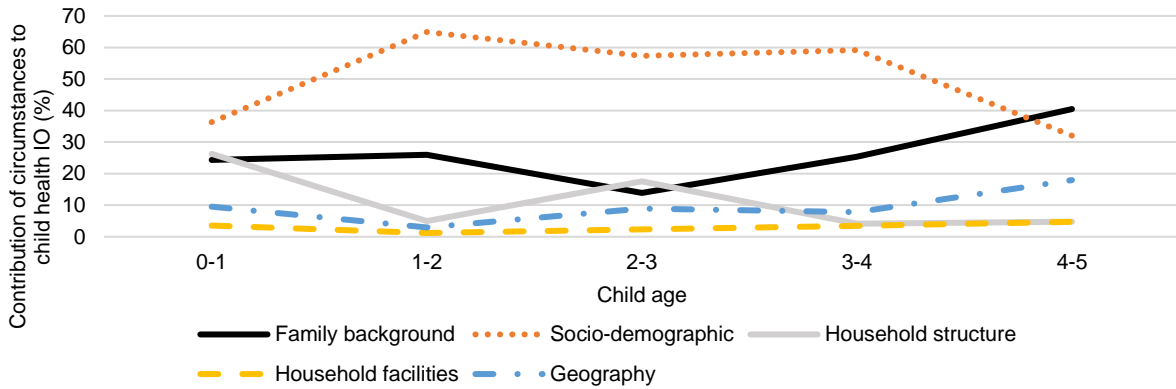 Contribution of circumstances to
child health IO (%)
70
60
50
40
30
20
10
0
0-1 1-2 2-3 3-4 4-5
Child age
Family background Socio-demographic Household structure
Household facilities Geography